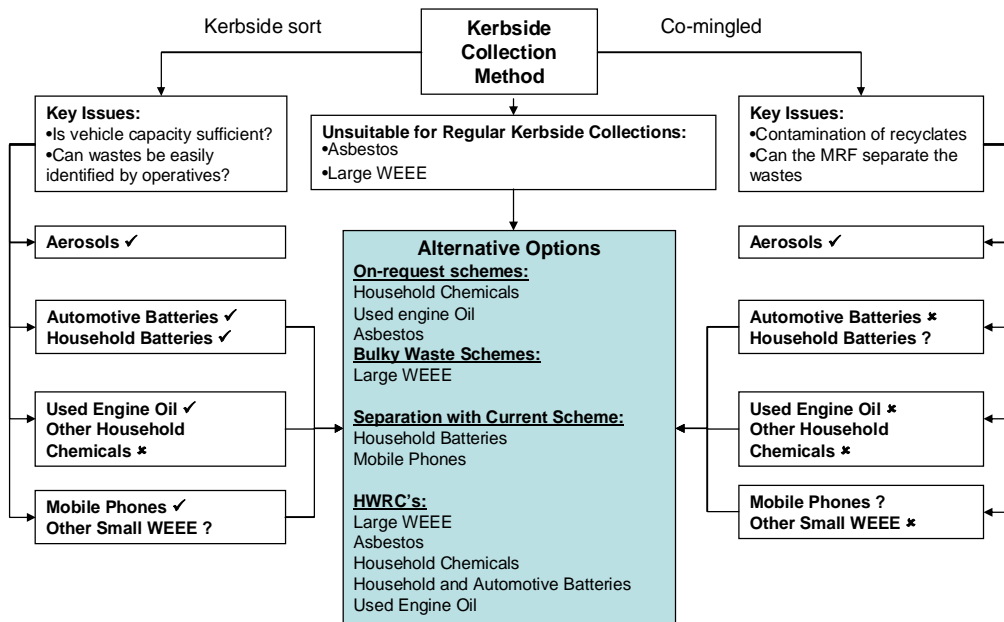 Kerbside sort
Kerbside
Collection
Method
Co-mingled
Key Issues:
•Is vehicle capacity sufficient?
•Can wastes be easily
identified by operatives?
Unsuitable for Regular Kerbside Collections:
•Asbestos
•Large WEEE
Key Issues:
•Contamination of recyclates
•Can the MRF separate the
wastes
Aerosols ✓
Automotive Batteries ✓
Household Batteries ✓
Used Engine Oil ✓
Other Household
Chemicals ✖
Mobile Phones ✓
Other Small WEEE ?
Alternative Options
On-request schemes:
Household Chemicals
Used engine Oil
Asbestos
Bulky Waste Schemes:
Large WEEE
Separation with Current Scheme:
Household Batteries
Mobile Phones
HWRC's:
Large WEEE
Asbestos
Household Chemicals
Household and Automotive Batteries
Used Engine Oil
Aerosols ✓
Automotive Batteries ✖
Household Batteries ?
Used Engine Oil ✖
Other Household
Chemicals ✖
Mobile Phones ?
Other Small WEEE ✖